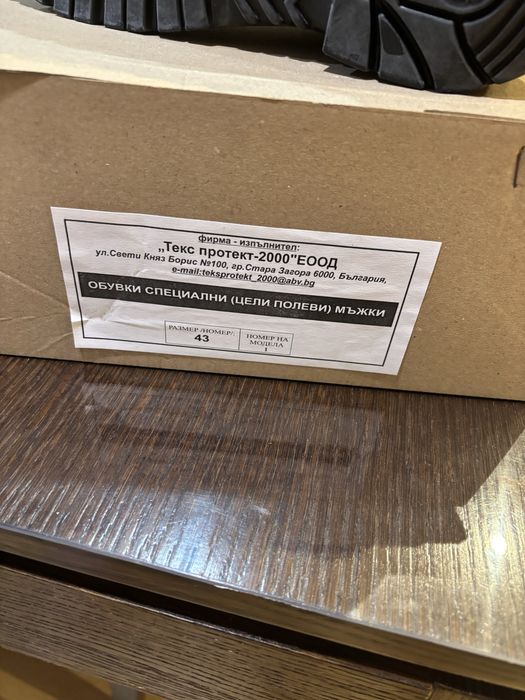 фирма - изпълнител:
„Текс протект-2000"ЕООД
ул.Свети Княз Борис №100, гр.Стара Загора 6000, България,
e-mail:teksprotekt_2000@abv.bg
ОБУВКИ СПЕЦИАЛНИ (ЦЕЛИ ПОЛЕВИ) МЪЖКИ
РАЗМЕР /НОМЕР/:
43
НОМЕР НА
МОДЕЛА
1